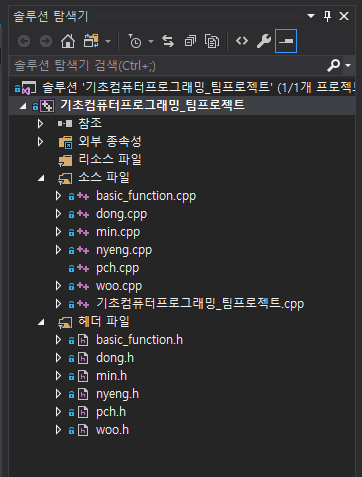 솔루션 탐색기
솔루션 탐색기 검색(Ctrl+;)
솔루션 '기초컴퓨터프로그래밍_팀프로젝트' (1/1개 프로젝
기초컴퓨터프로그래밍_팀프로젝트
참조
외부 종속성
리소스 파일
소스 파일
basic_function.cpp
dong.cpp
min.cpp
nyeng.cpp
pch.cpp
woo.cpp
기초컴퓨터프로그래밍_팀프로젝트.cpp
헤더 파일
basic_function.h
dong.h
min.h
nyeng.h
pch.h
woo.h